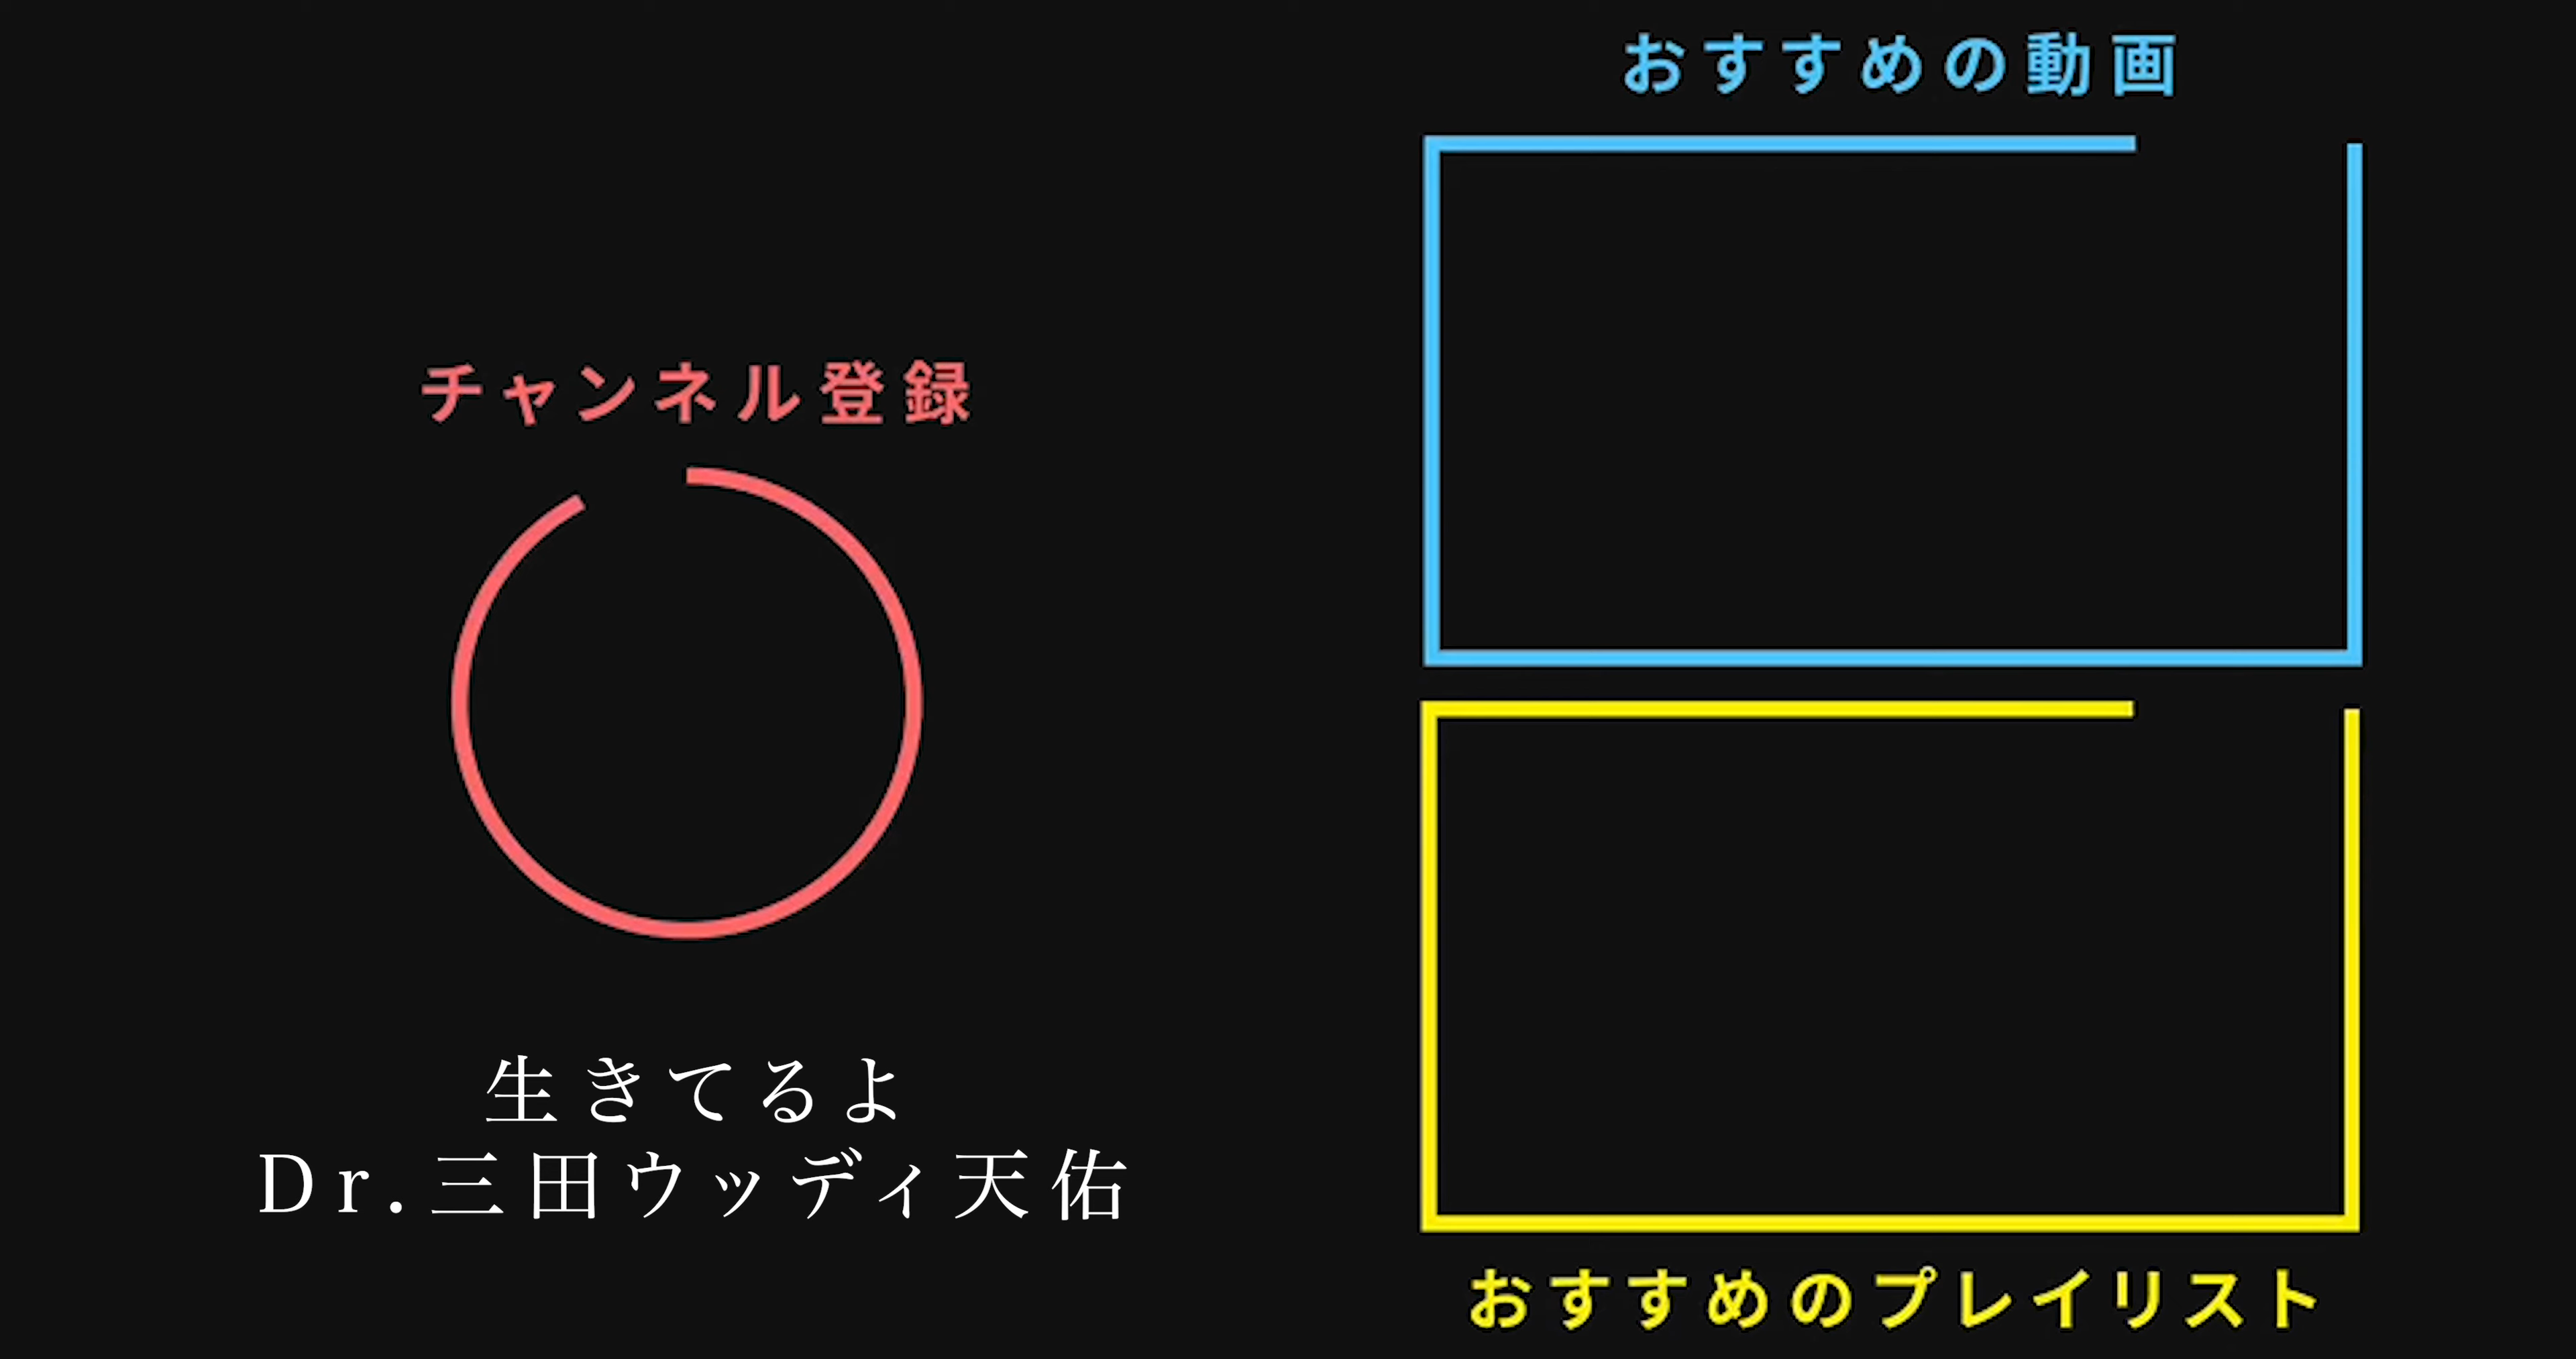 おすすめの動画
チャンネル登録
生きてるよ
Dr.三田ウッディ天佑
おすすめのプレイリスト